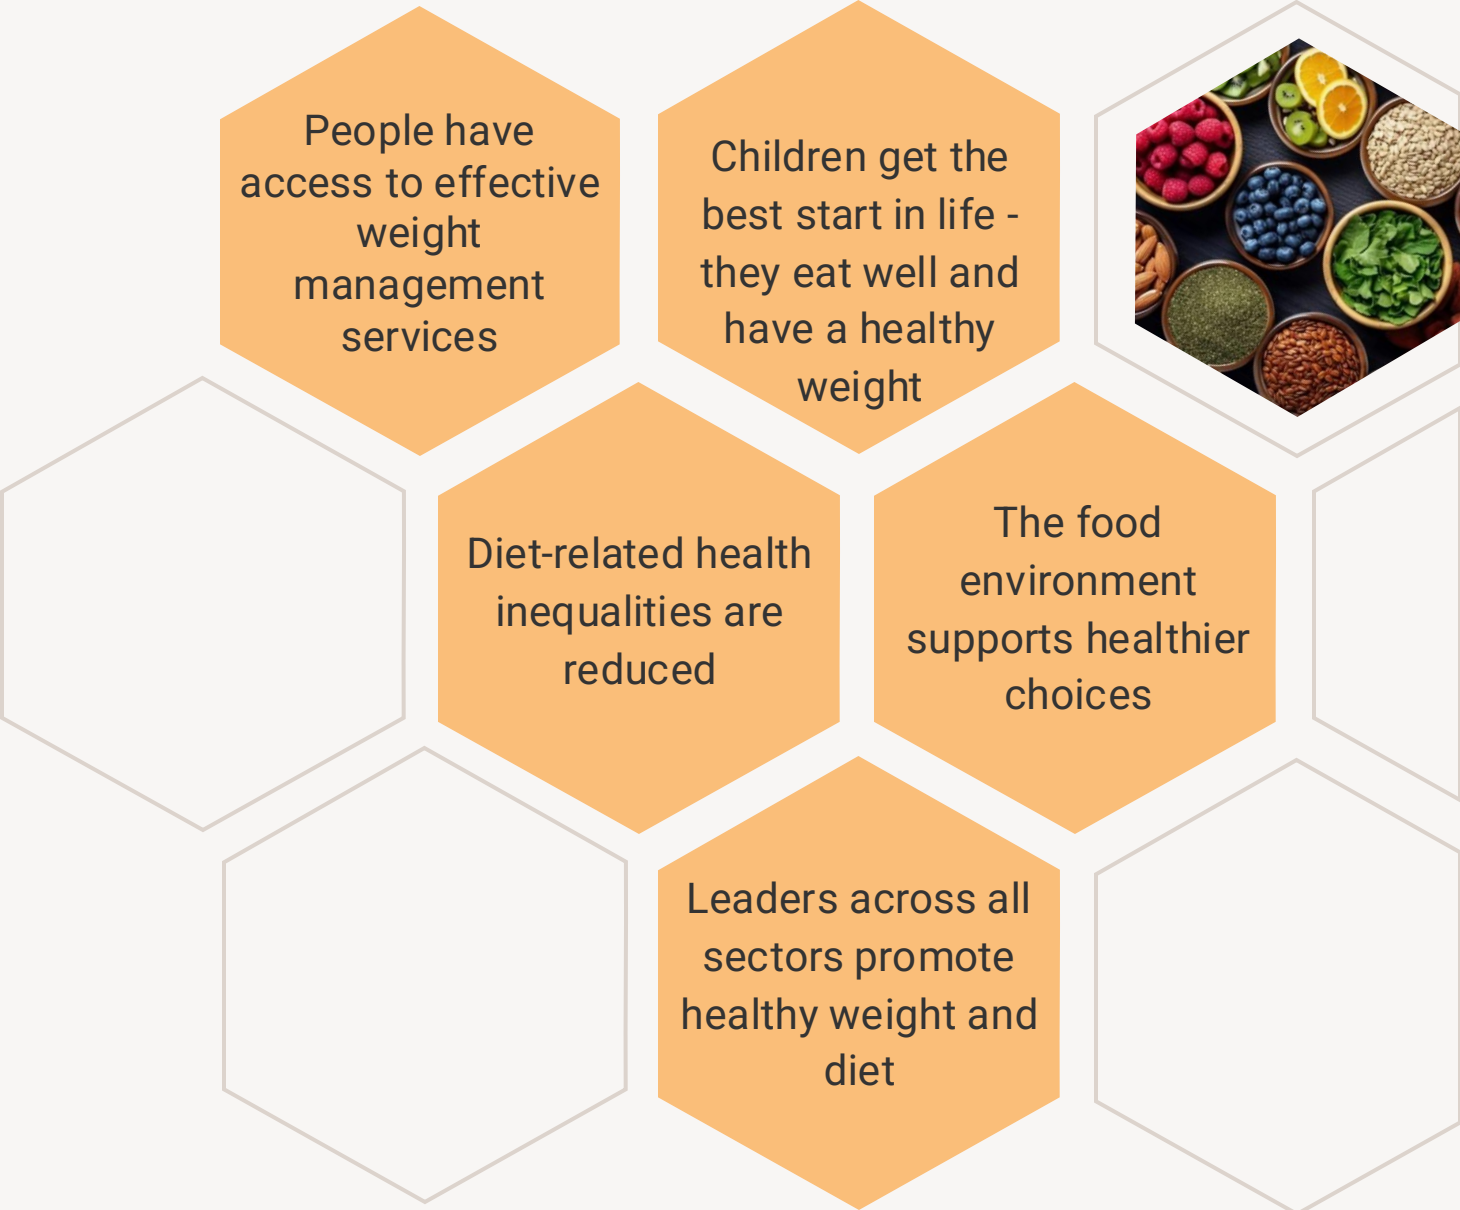 People have
access to effective
weight
management
services
Children get the
best start in life -
they eat well and
have a healthy
weight
Diet-related health
inequalities are
reduced
The food
environment
supports healthier
choices
Leaders across all
sectors promote
healthy weight and
diet